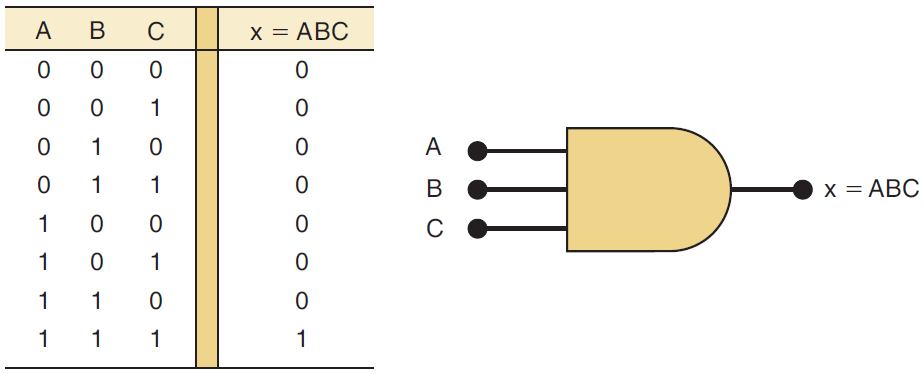 A B C x = ABC
0 0 0 0
0 0 1 0
0 1 0 0
0 1 1 0
1 0 0 0
1 0 1 0
1 1 0 0
1 1 1 1
A
B
C
x = ABC